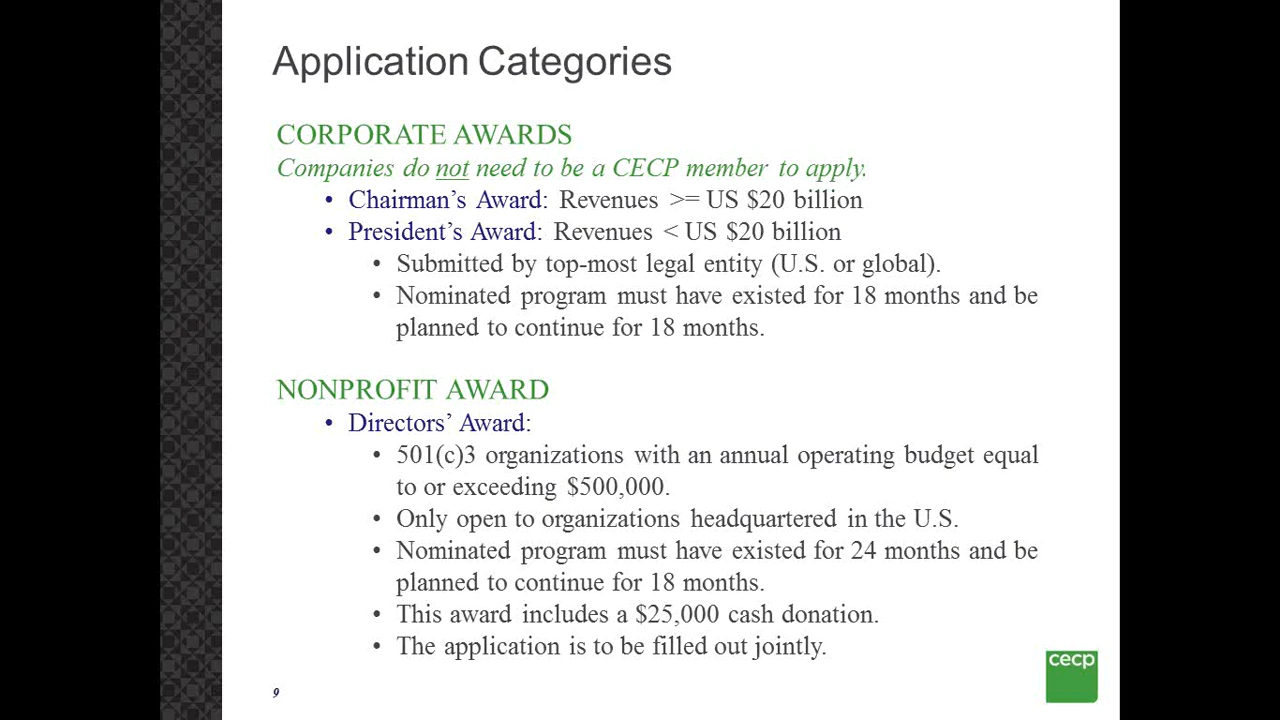 Application Categories
CORPORATE AWARDS
Companies do not need to be a CECP member to apply.
• Chairman's Award: Revenues >= US $20 billion
• President's Award: Revenues < US $20 billion
• Submitted by top-most legal entity (U.S. or global).
• Nominated program must have existed for 18 months and be
planned to continue for 18 months.
NONPROFIT AWARD
• Directors' Award:
• 501(c)3 organizations with an annual operating budget equal
to or exceeding $500,000.
• Only open to organizations headquartered in the U.S.
• Nominated program must have existed for 24 months and be
planned to continue for 18 months.
• This award includes a $25,000 cash donation.
• The application is to be filled out jointly.
cecp
9